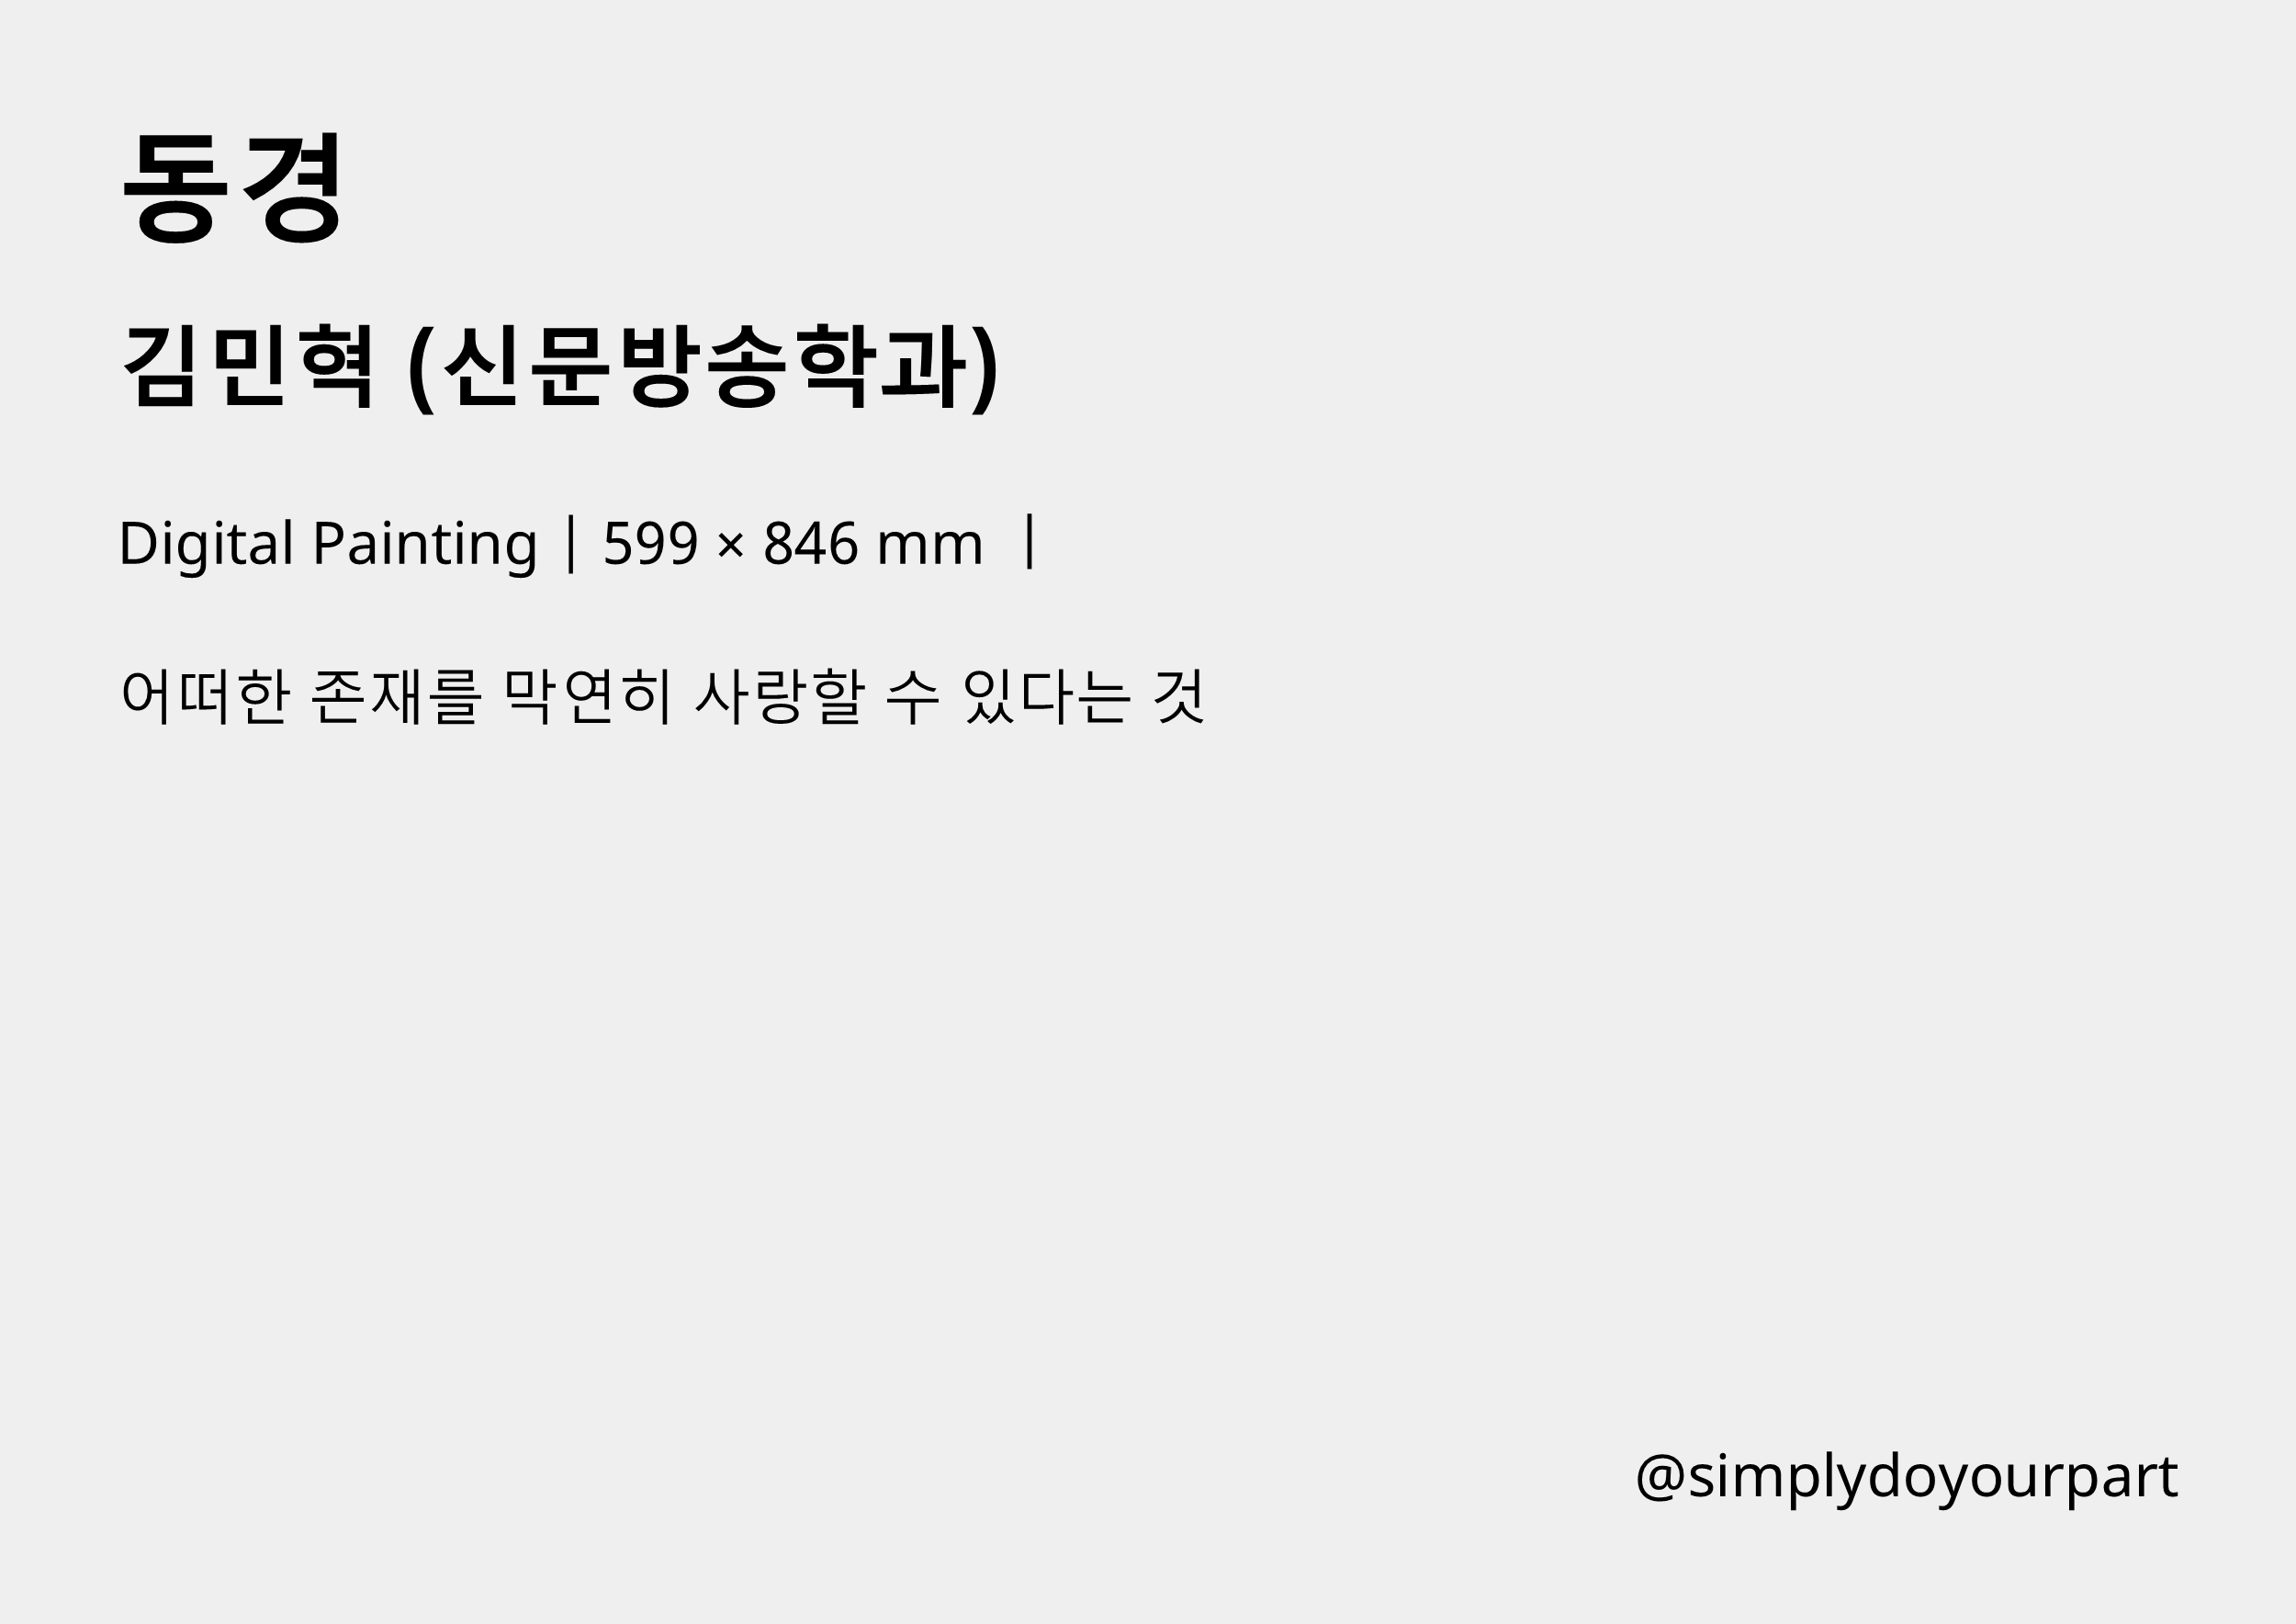 동경
김민혁 (신문방송학과)
Digital Painting | 599 × 846 mm |
어떠한 존재를 막연히 사랑할 수 있다는 것
@simplydoyourpart